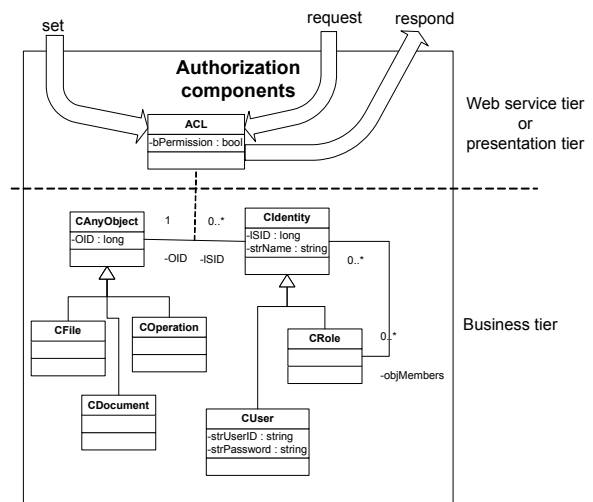 set
request
respond
Authorization
components
ACL
-bPermission : bool
Web service tier
or
presentation tier
CAnyObject
-OID : long
1
0..*
-OID
-ISID
CIdentity
-ISID : long
-strName : string
0..*
CFile
COperation
CRole
0..*
-objMembers
Business tier
CDocument
CUser
-strUserID : string
-strPassword : string